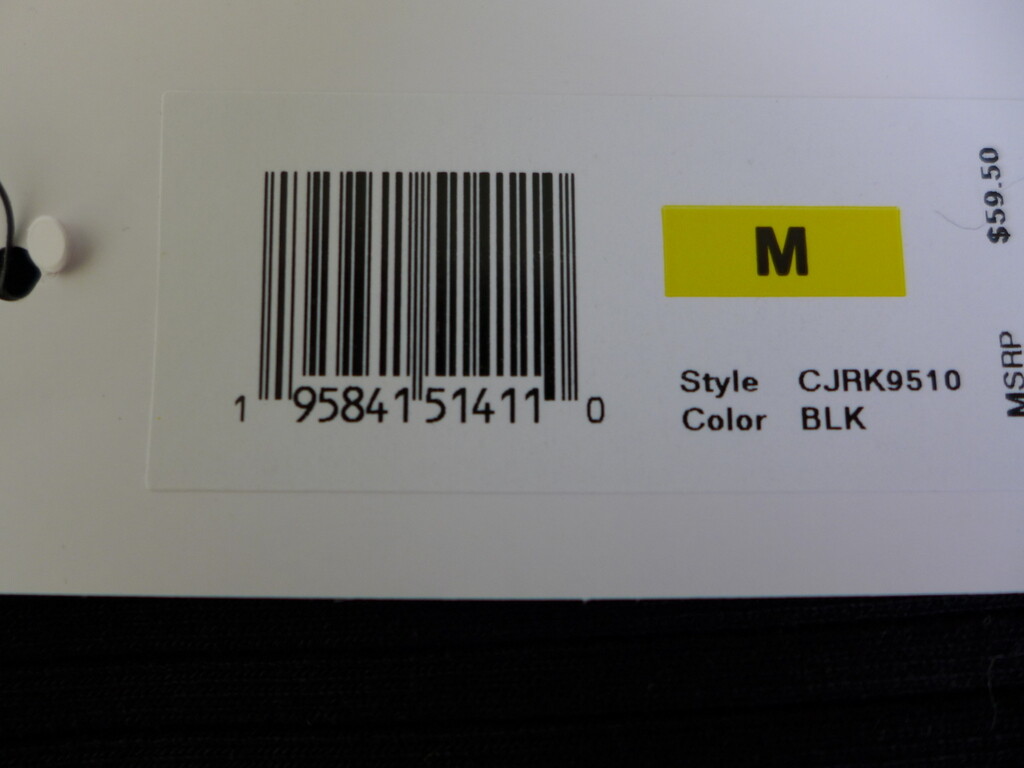 1 95841 51411 0
M
Style CJRK9510
Color BLK
MSRP $59.50